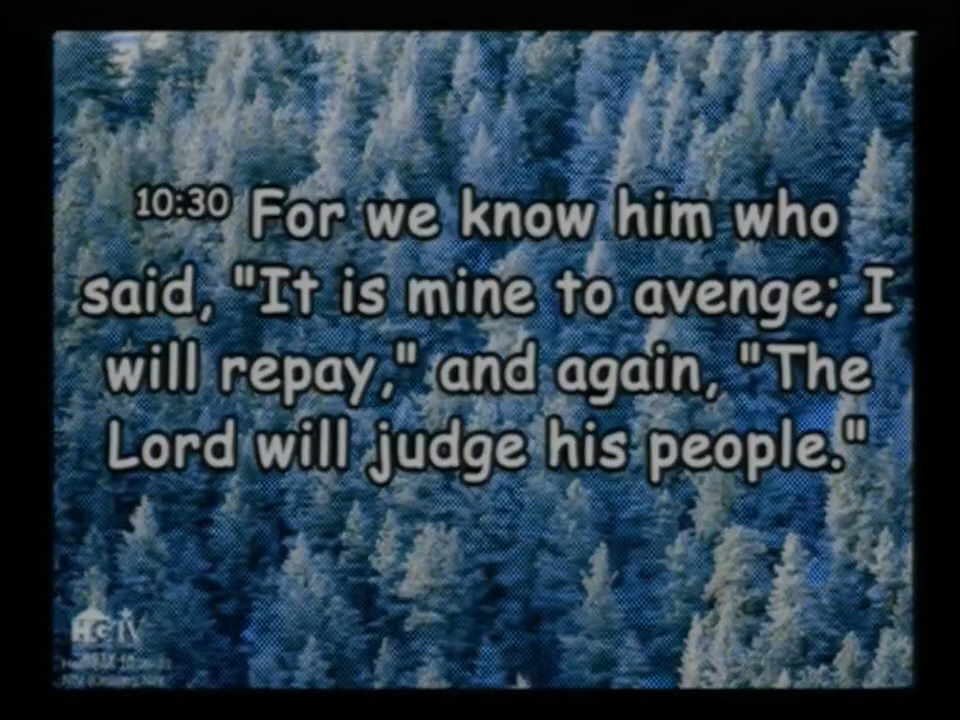 10:30 For we know him who
said, "It is mine to avenge; I
will repay," and again, "The
Lord will judge his people."